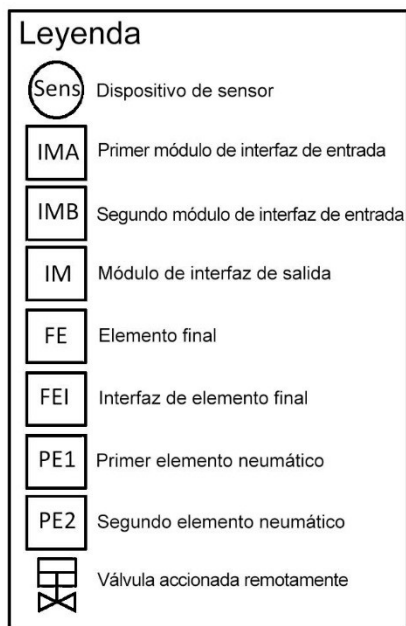 Leyenda
Sens Dispositivo de sensor
IMA Primer módulo de interfaz de entrada
IMB Segundo módulo de interfaz de entrada
IM Módulo de interfaz de salida
FE Elemento final
FEI Interfaz de elemento final
PE1 Primer elemento neumático
PE2 Segundo elemento neumático
Válvula accionada remotamente